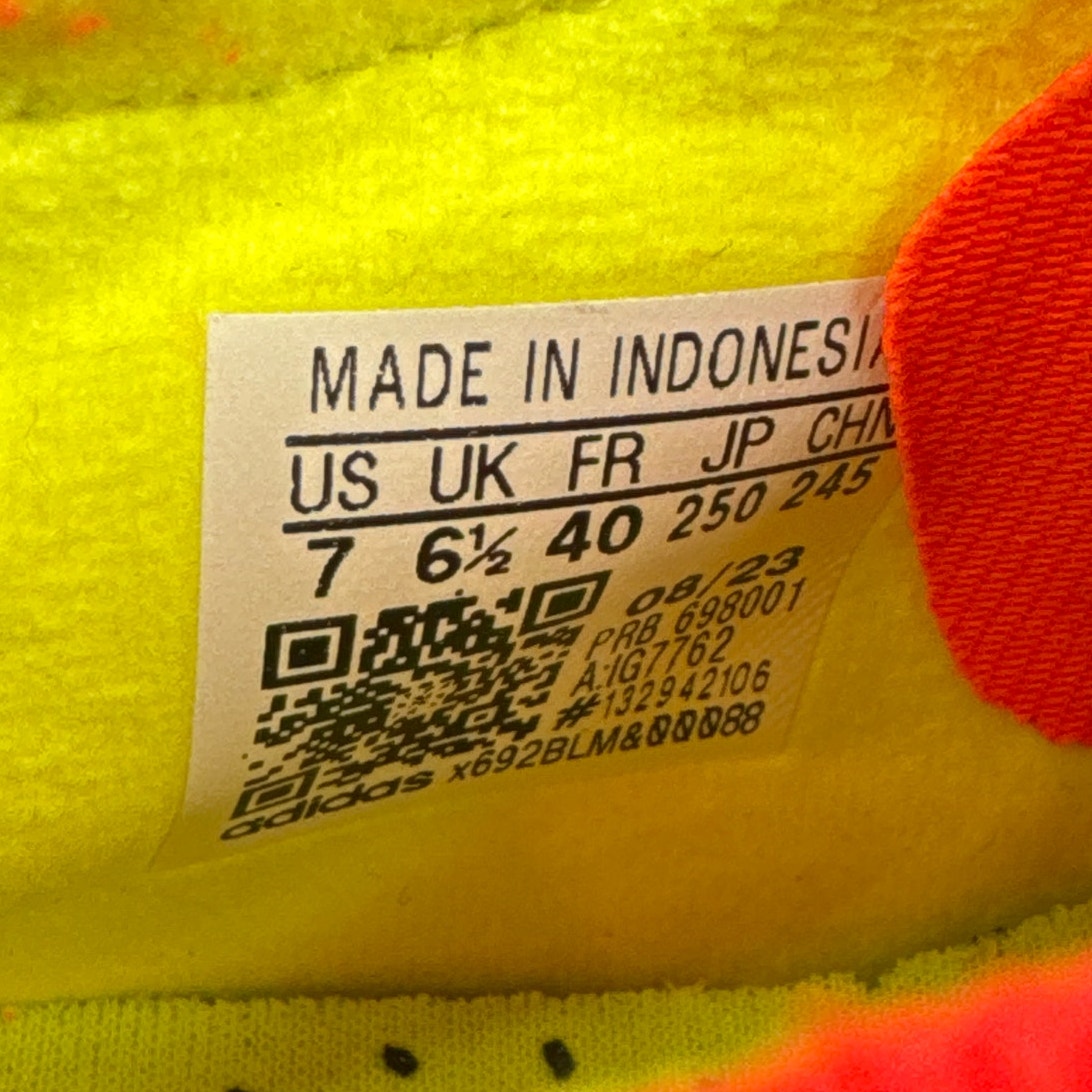 MADE IN INDONESIA
US UK FR JP CHN
7 6½ 40 250 245
08/23
PRB 698001
A:IG7762
#132942106
adidas x692BLM&00088